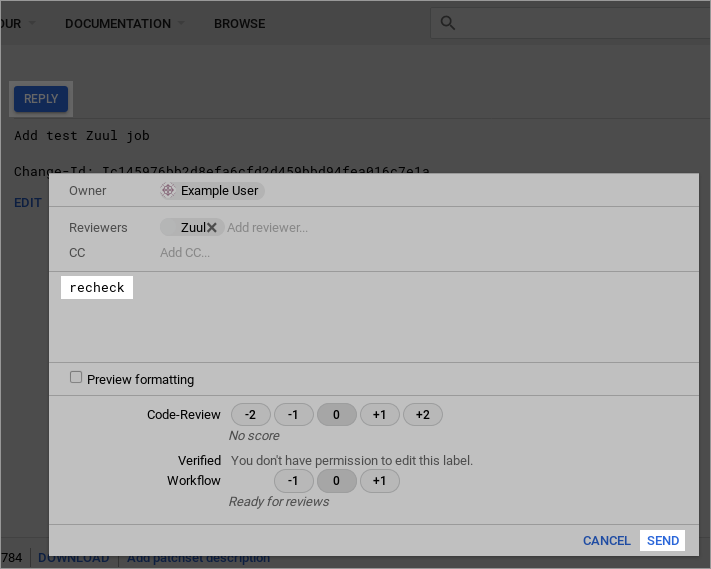 OUR DOCUMENTATION BROWSE
REPLY
Add test Zuul job
Change-Id: Ic145976bb2d8efa6cfd2d459bbd94fea016c7e1a
EDIT
Owner Example User
Reviewers Zuul Add reviewer...
CC Add CC...
recheck
Preview formatting
Code-Review -2 -1 0 +1 +2
No score
Verified You don't have permission to edit this label.
Workflow -1 0 +1
Ready for reviews
CANCEL SEND
784 DOWNLOAD Add patchset description